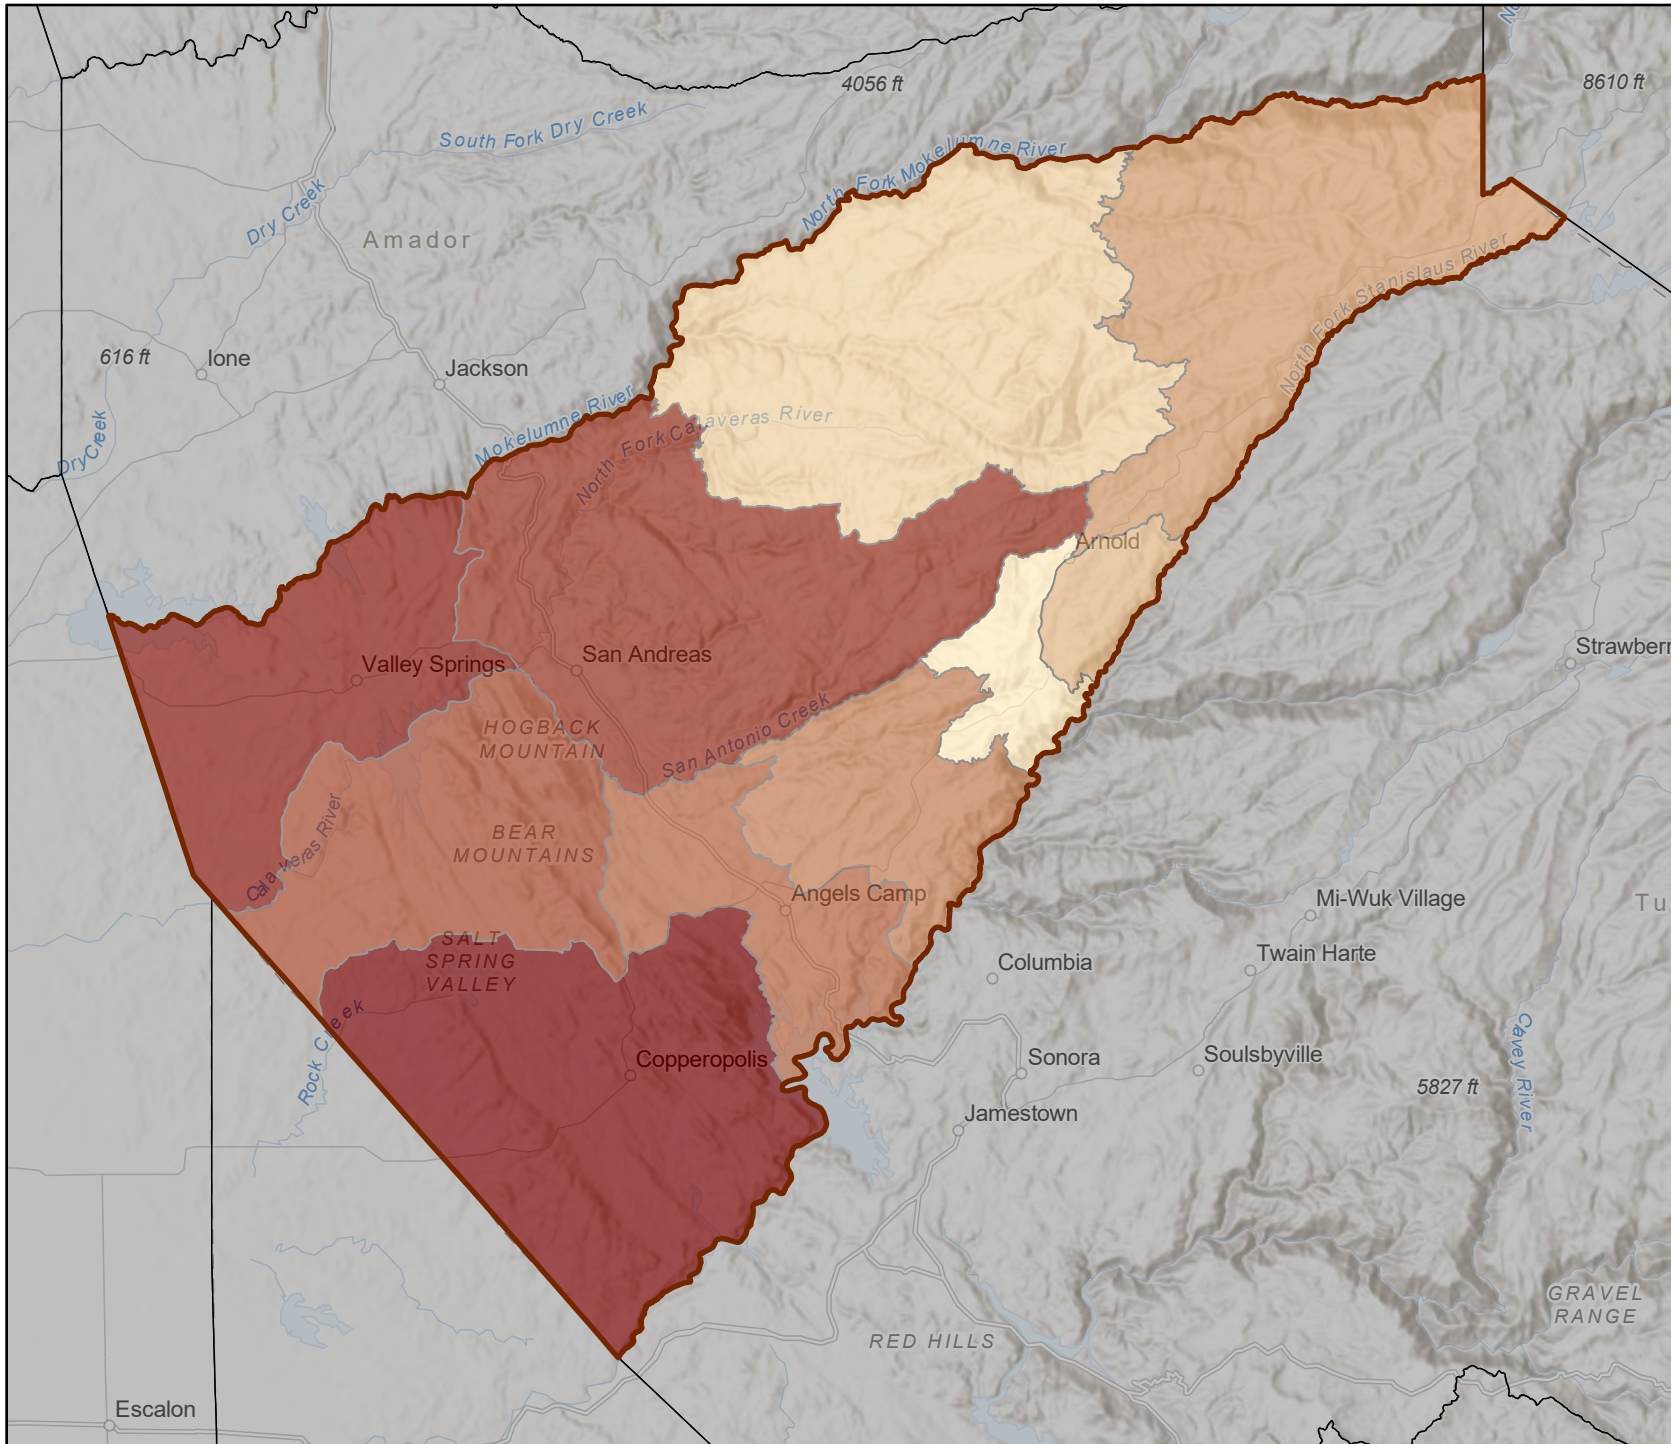 No
4056 ft
8610 ft
South Fork Dry Creek
North Fork Mokelumne River
Dry Creek
Amador
North Fork Stanislaus River
616 ft
Ione
Jackson
Mokelumne River
North Fork Calaveras River
Dry Creek
Arnold
Strawberr
San Andreas
Valley Springs
San Antonio Creek
HOGBACK
MOUNTAIN
Calaveras River
BEAR
MOUNTAINS
Angels Camp
Mi-Wuk Village
Tu
SALT
SPRING
VALLEY
Columbia
Twain Harte
Rock Creek
Copperopolis
Sonora
Soulsbyville
Cavey River
5827 ft
Jamestown
GRAVEL
RANGE
RED HILLS
Escalon